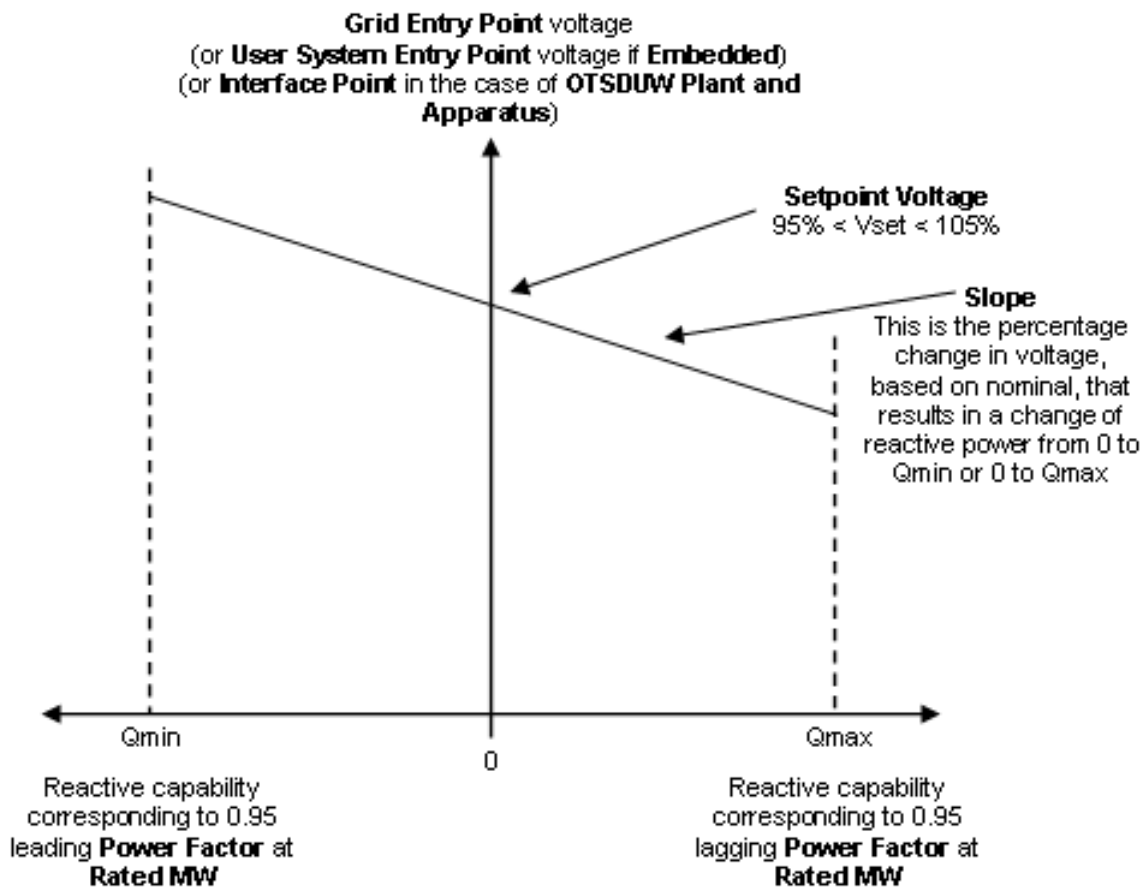 Grid Entry Point voltage
(or User System Entry Point voltage if Embedded)
(or Interface Point in the case of OTSDUW Plant and
Apparatus)
Setpoint Voltage
95% < Vset < 105%
Slope
This is the percentage
change in voltage,
based on nominal, that
results in a change of
reactive power from 0 to
Qmin or 0 to Qmax
Qmin
0
Qmax
Reactive capability
corresponding to 0.95
leading Power Factor at
Rated MW
Reactive capability
corresponding to 0.95
lagging Power Factor at
Rated MW